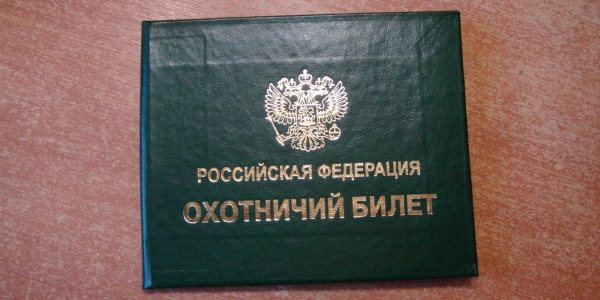 РОССИЙСКАЯ ФЕДЕРАЦИЯ
ОХОТНИЧИЙ БИЛЕТ